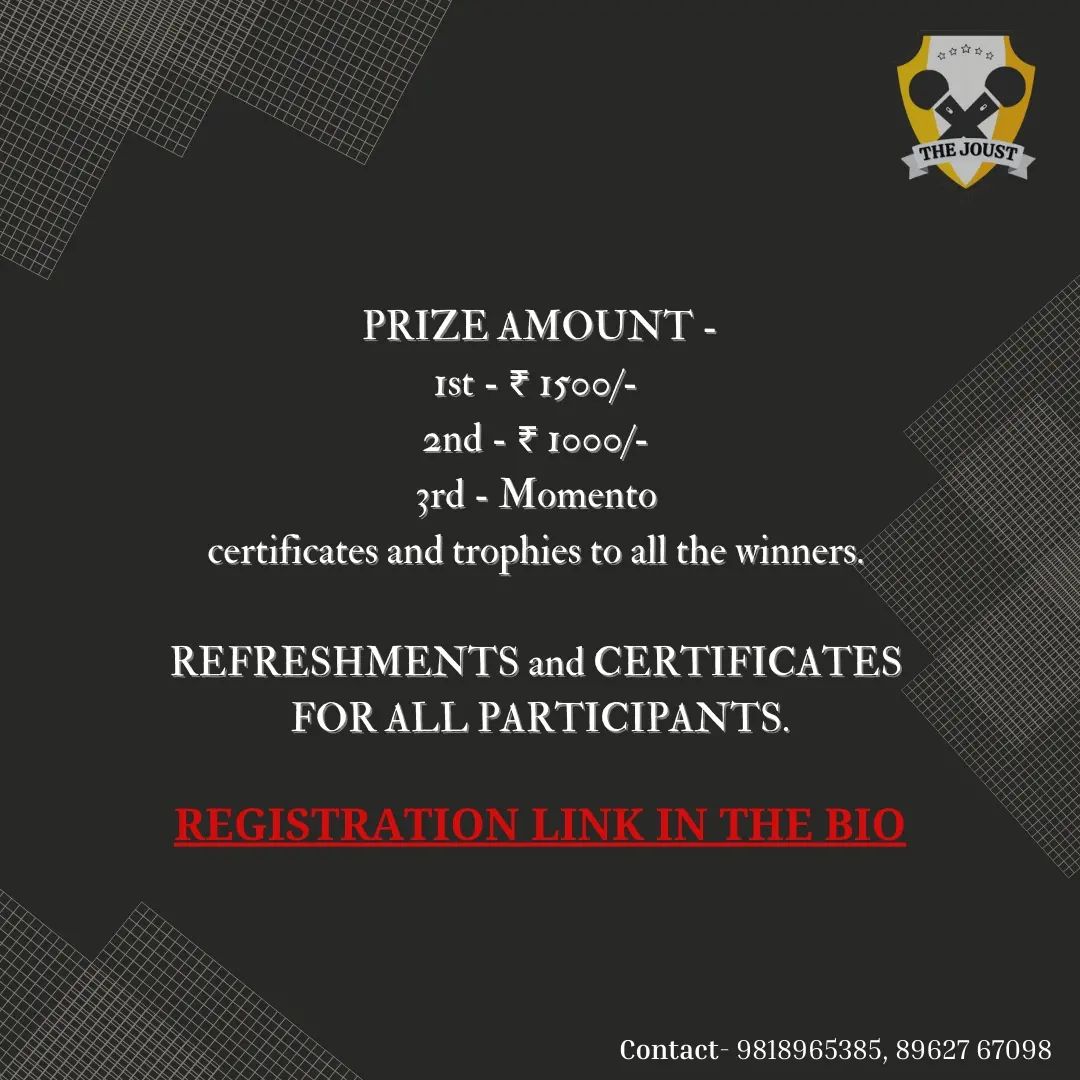 THE JOUST
PRIZE AMOUNT -
1st - ₹ 1500/-
2nd - ₹ 1000/-
3rd - Momento
certificates and trophies to all the winners.
REFRESHMENTS and CERTIFICATES
FOR ALL PARTICIPANTS.
REGISTRATION LINK IN THE BIO
Contact- 9818965385, 89627 67098